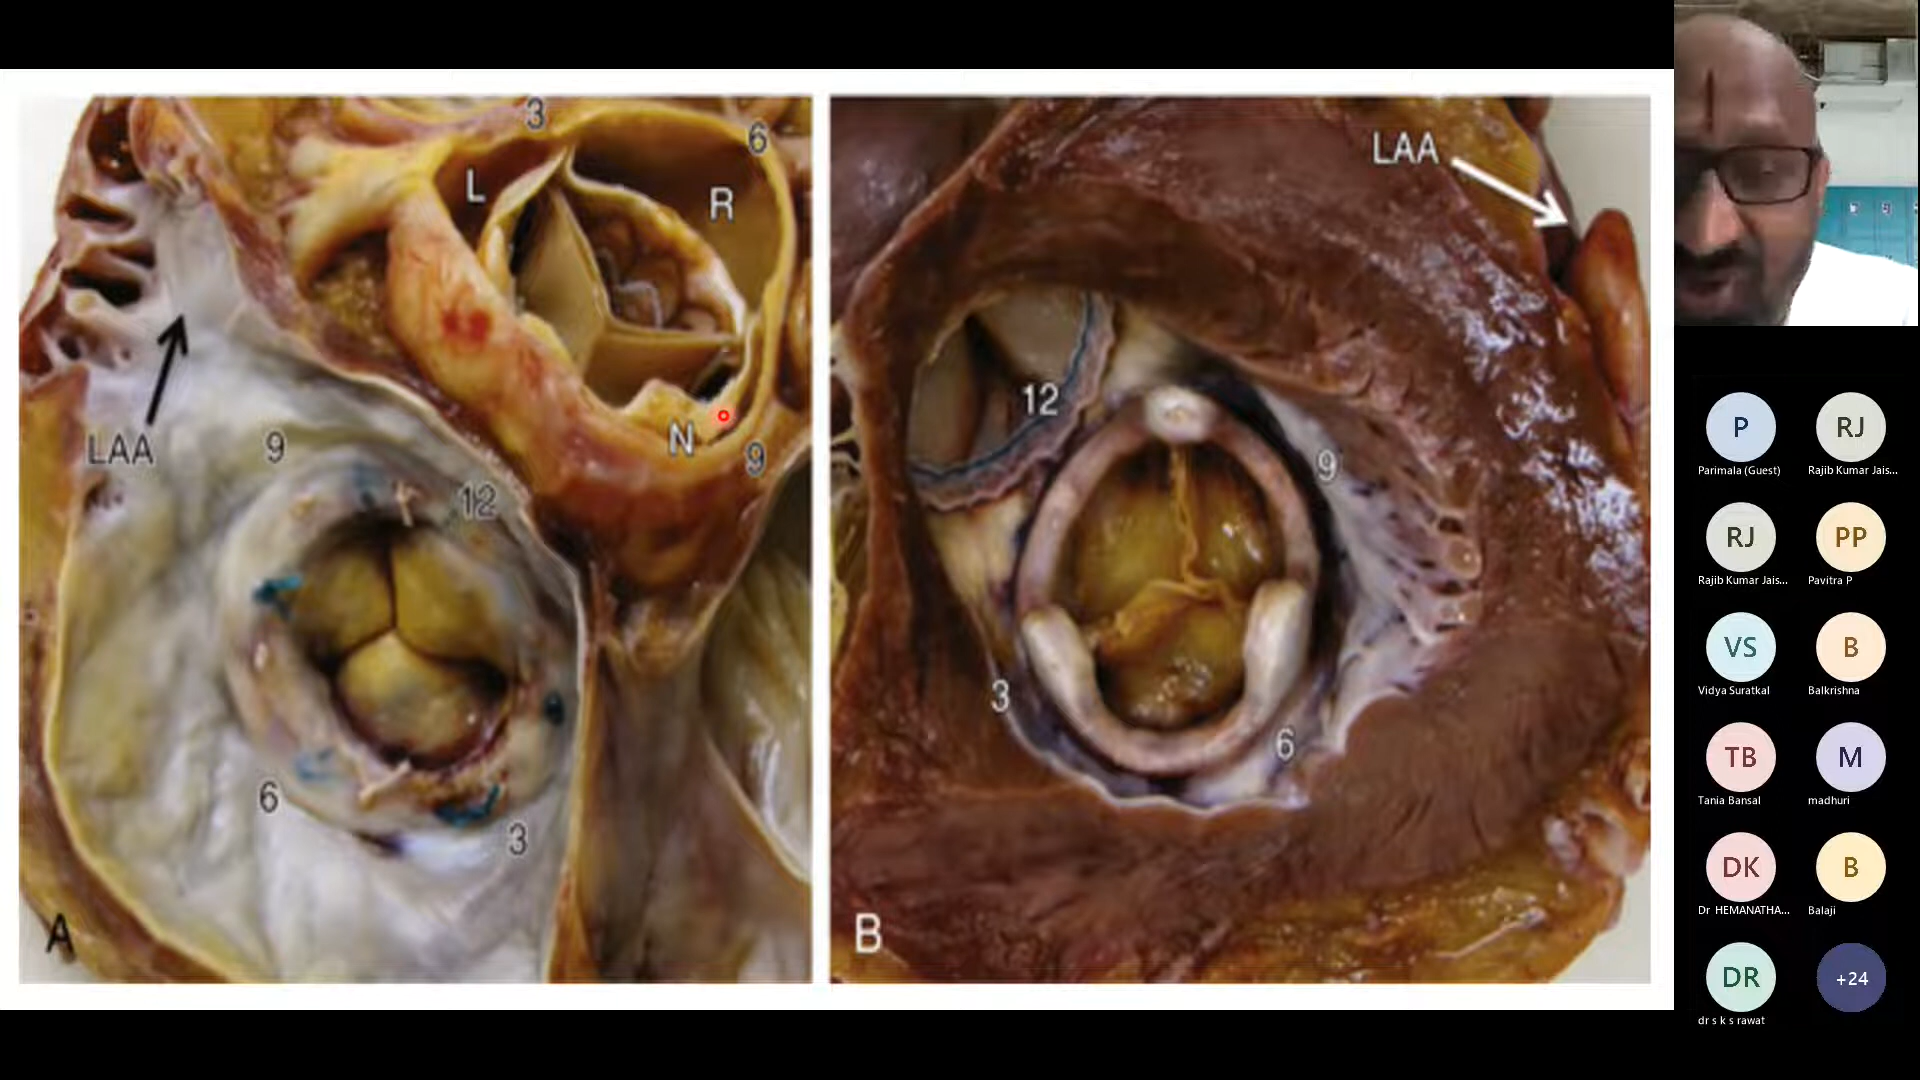 3
6
L
R
LAA
N
9
9
12
6
3
A
LAA
12
9
3
6
B
P
Parimala (Guest)
RJ
Rajib Kumar Jais...
RJ
Rajib Kumar Jais...
PP
Pavitra P
VS
Vidya Suratkal
B
Balkrishna
TB
Tania Bansal
M
madhuri
DK
Dr HEMANATHA...
B
Balaji
DR
dr s k s rawat
+24